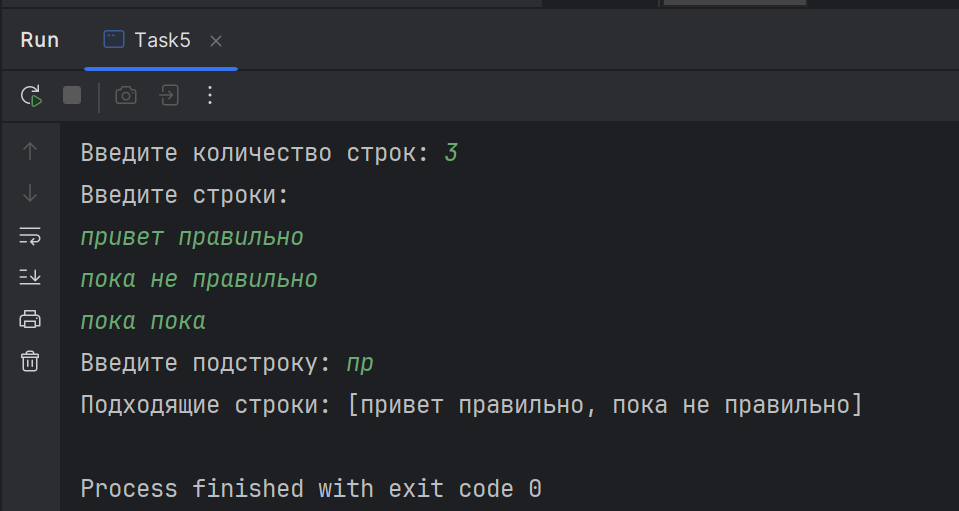 Run Task5
Введите количество строк: 3
Введите строки:
привет правильно
пока не правильно
пока пока
Введите подстроку: пр
Подходящие строки: [привет правильно, пока не правильно]
Process finished with exit code 0